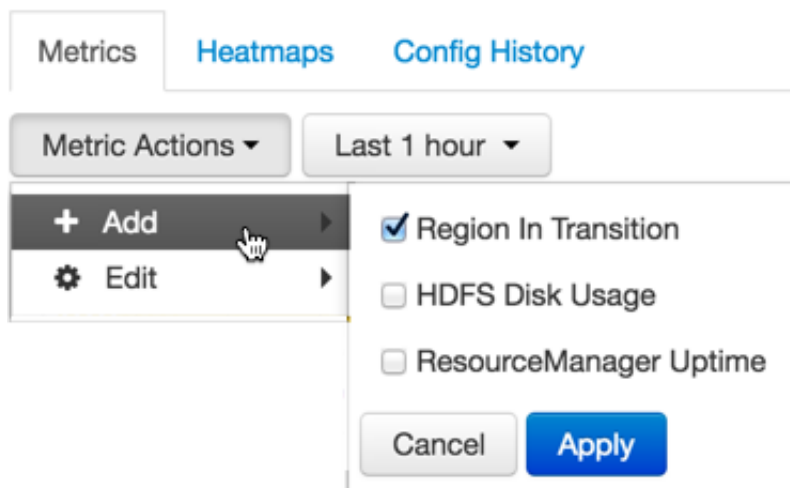 Metrics Heatmaps Config History
Metric Actions Last 1 hour
Add
Region In Transition
Edit
HDFS Disk Usage
ResourceManager Uptime
Cancel Apply